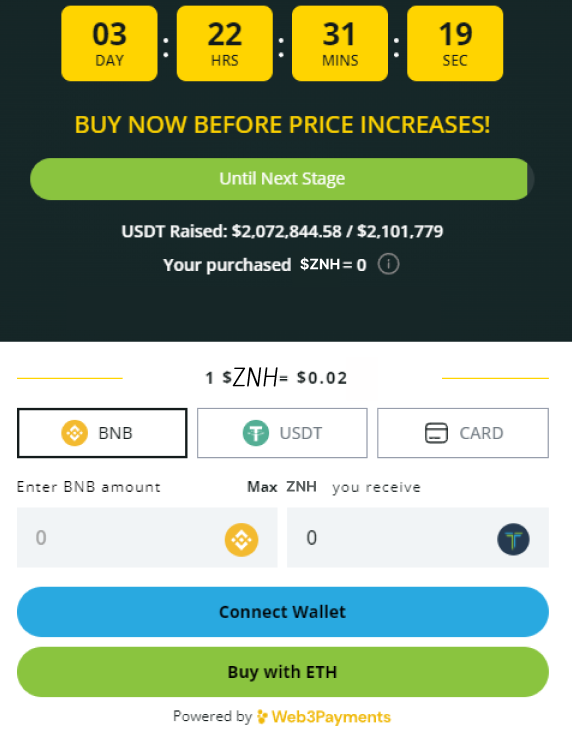 03 : 22 : 31 : 19
DAY HRS MINS SEC
BUY NOW BEFORE PRICE INCREASES!
Until Next Stage
USDT Raised: $2,072,844.58 / $2,101,779
Your purchased $ZNH = 0 i
1 $ZNH= $0.02
BNB USDT CARD
Enter BNB amount Max ZNH you receive
0 0
Connect Wallet
Buy with ETH
Powered by Web3Payments